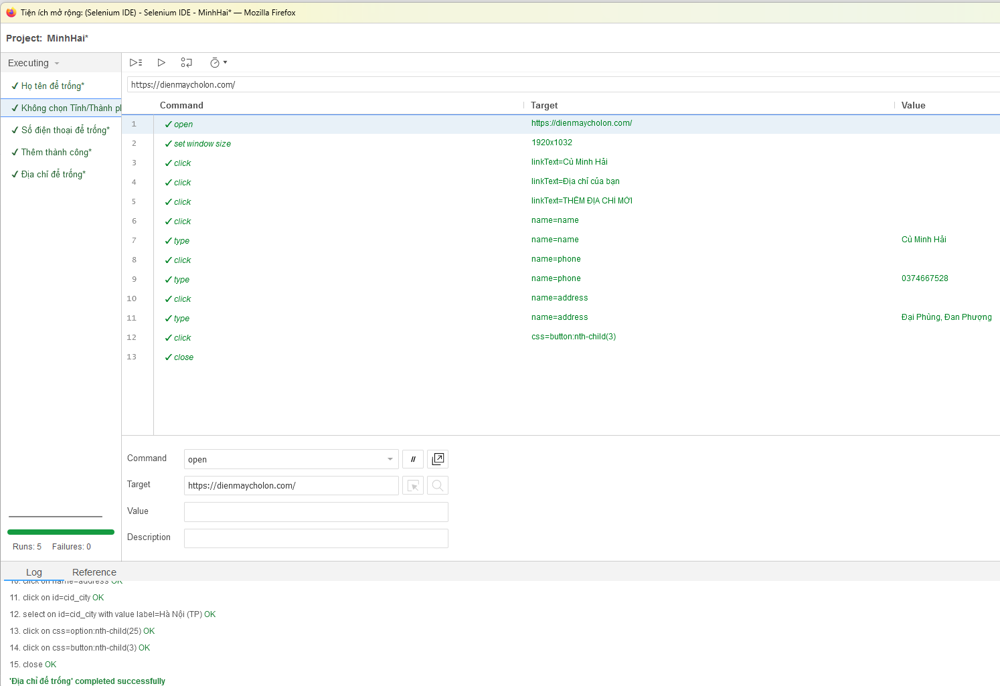 Tiện ích mở rộng: (Selenium IDE) - Selenium IDE - MinhHai* — Mozilla Firefox
Project: MinhHai*
Executing
https://dienmaycholon.com/
✓ Họ tên để trống*
✓ Không chọn Tỉnh/Thành
✓ Số điện thoại để trống*
✓ Thêm thành công*
✓ Địa chỉ để trống*
Command Target Value
1 ✓ open https://dienmaycholon.com/
2 ✓ set window size 1920x1032
3 ✓ click linkText=Cù Minh Hải
4 ✓ click linkText=Địa chỉ của bạn
5 ✓ click linkText=THÊM ĐỊA CHỈ MỚI
6 ✓ click name=name
7 ✓ type name=name Cù Minh Hải
8 ✓ click name=phone
9 ✓ type name=phone 0374667528
10 ✓ click name=address
11 ✓ type name=address Đại Phùng, Đan Phượng
12 ✓ click css=button:nth-child(3)
13 ✓ close
Command open //
Target https://dienmaycholon.com/
Value
Description
Runs: 5 Failures: 0
Log Reference
10. click on name=address OK
11. click on id=cid_city OK
12. select on id=cid_city with value label=Hà Nội (TP) OK
13. click on css=option:nth-child(25) OK
14. click on css=button:nth-child(3) OK
15. close OK
'Địa chỉ để trống' completed successfully